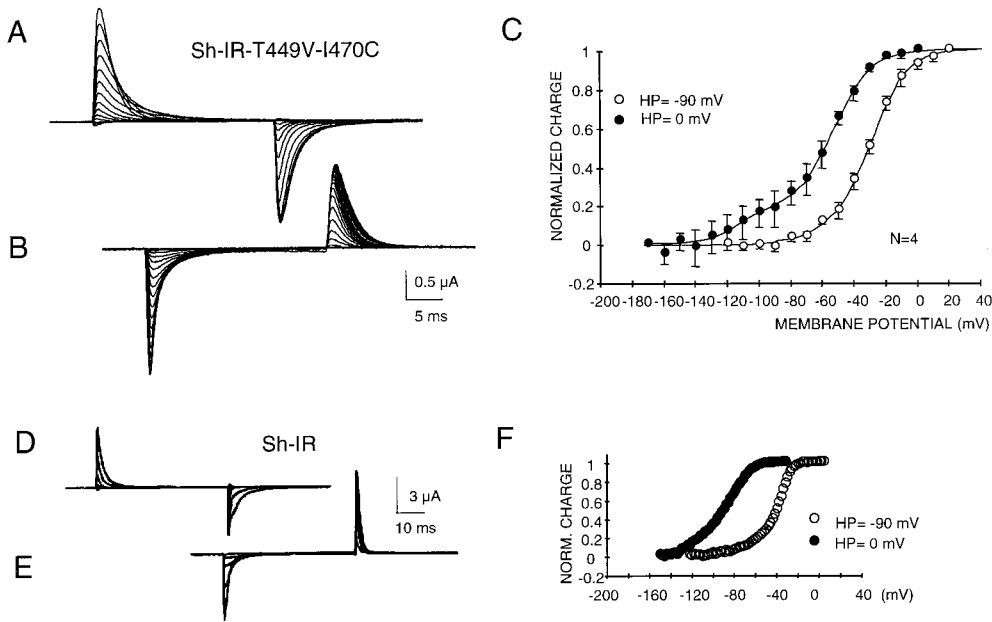 A
Sh-IR-T449V-I470C
B
0.5 µA
5 ms
C
NORMALIZED CHARGE
1
0.8
0.6
0.4
0.2
0
-0.2
HP= -90 mV
HP= 0 mV
N=4
-200 -180 -160 -140 -120 -100 -80 -60 -40 -20 0 20 40
MEMBRANE POTENTIAL (mV)
D
Sh-IR
3 µA
10 ms
E
F
NORM. CHARGE
1
0.8
0.6
0.4
0.2
0
-0.2
HP= -90 mV
HP= 0 mV
-200 -160 -120 -80 -40 0 40 (mV)